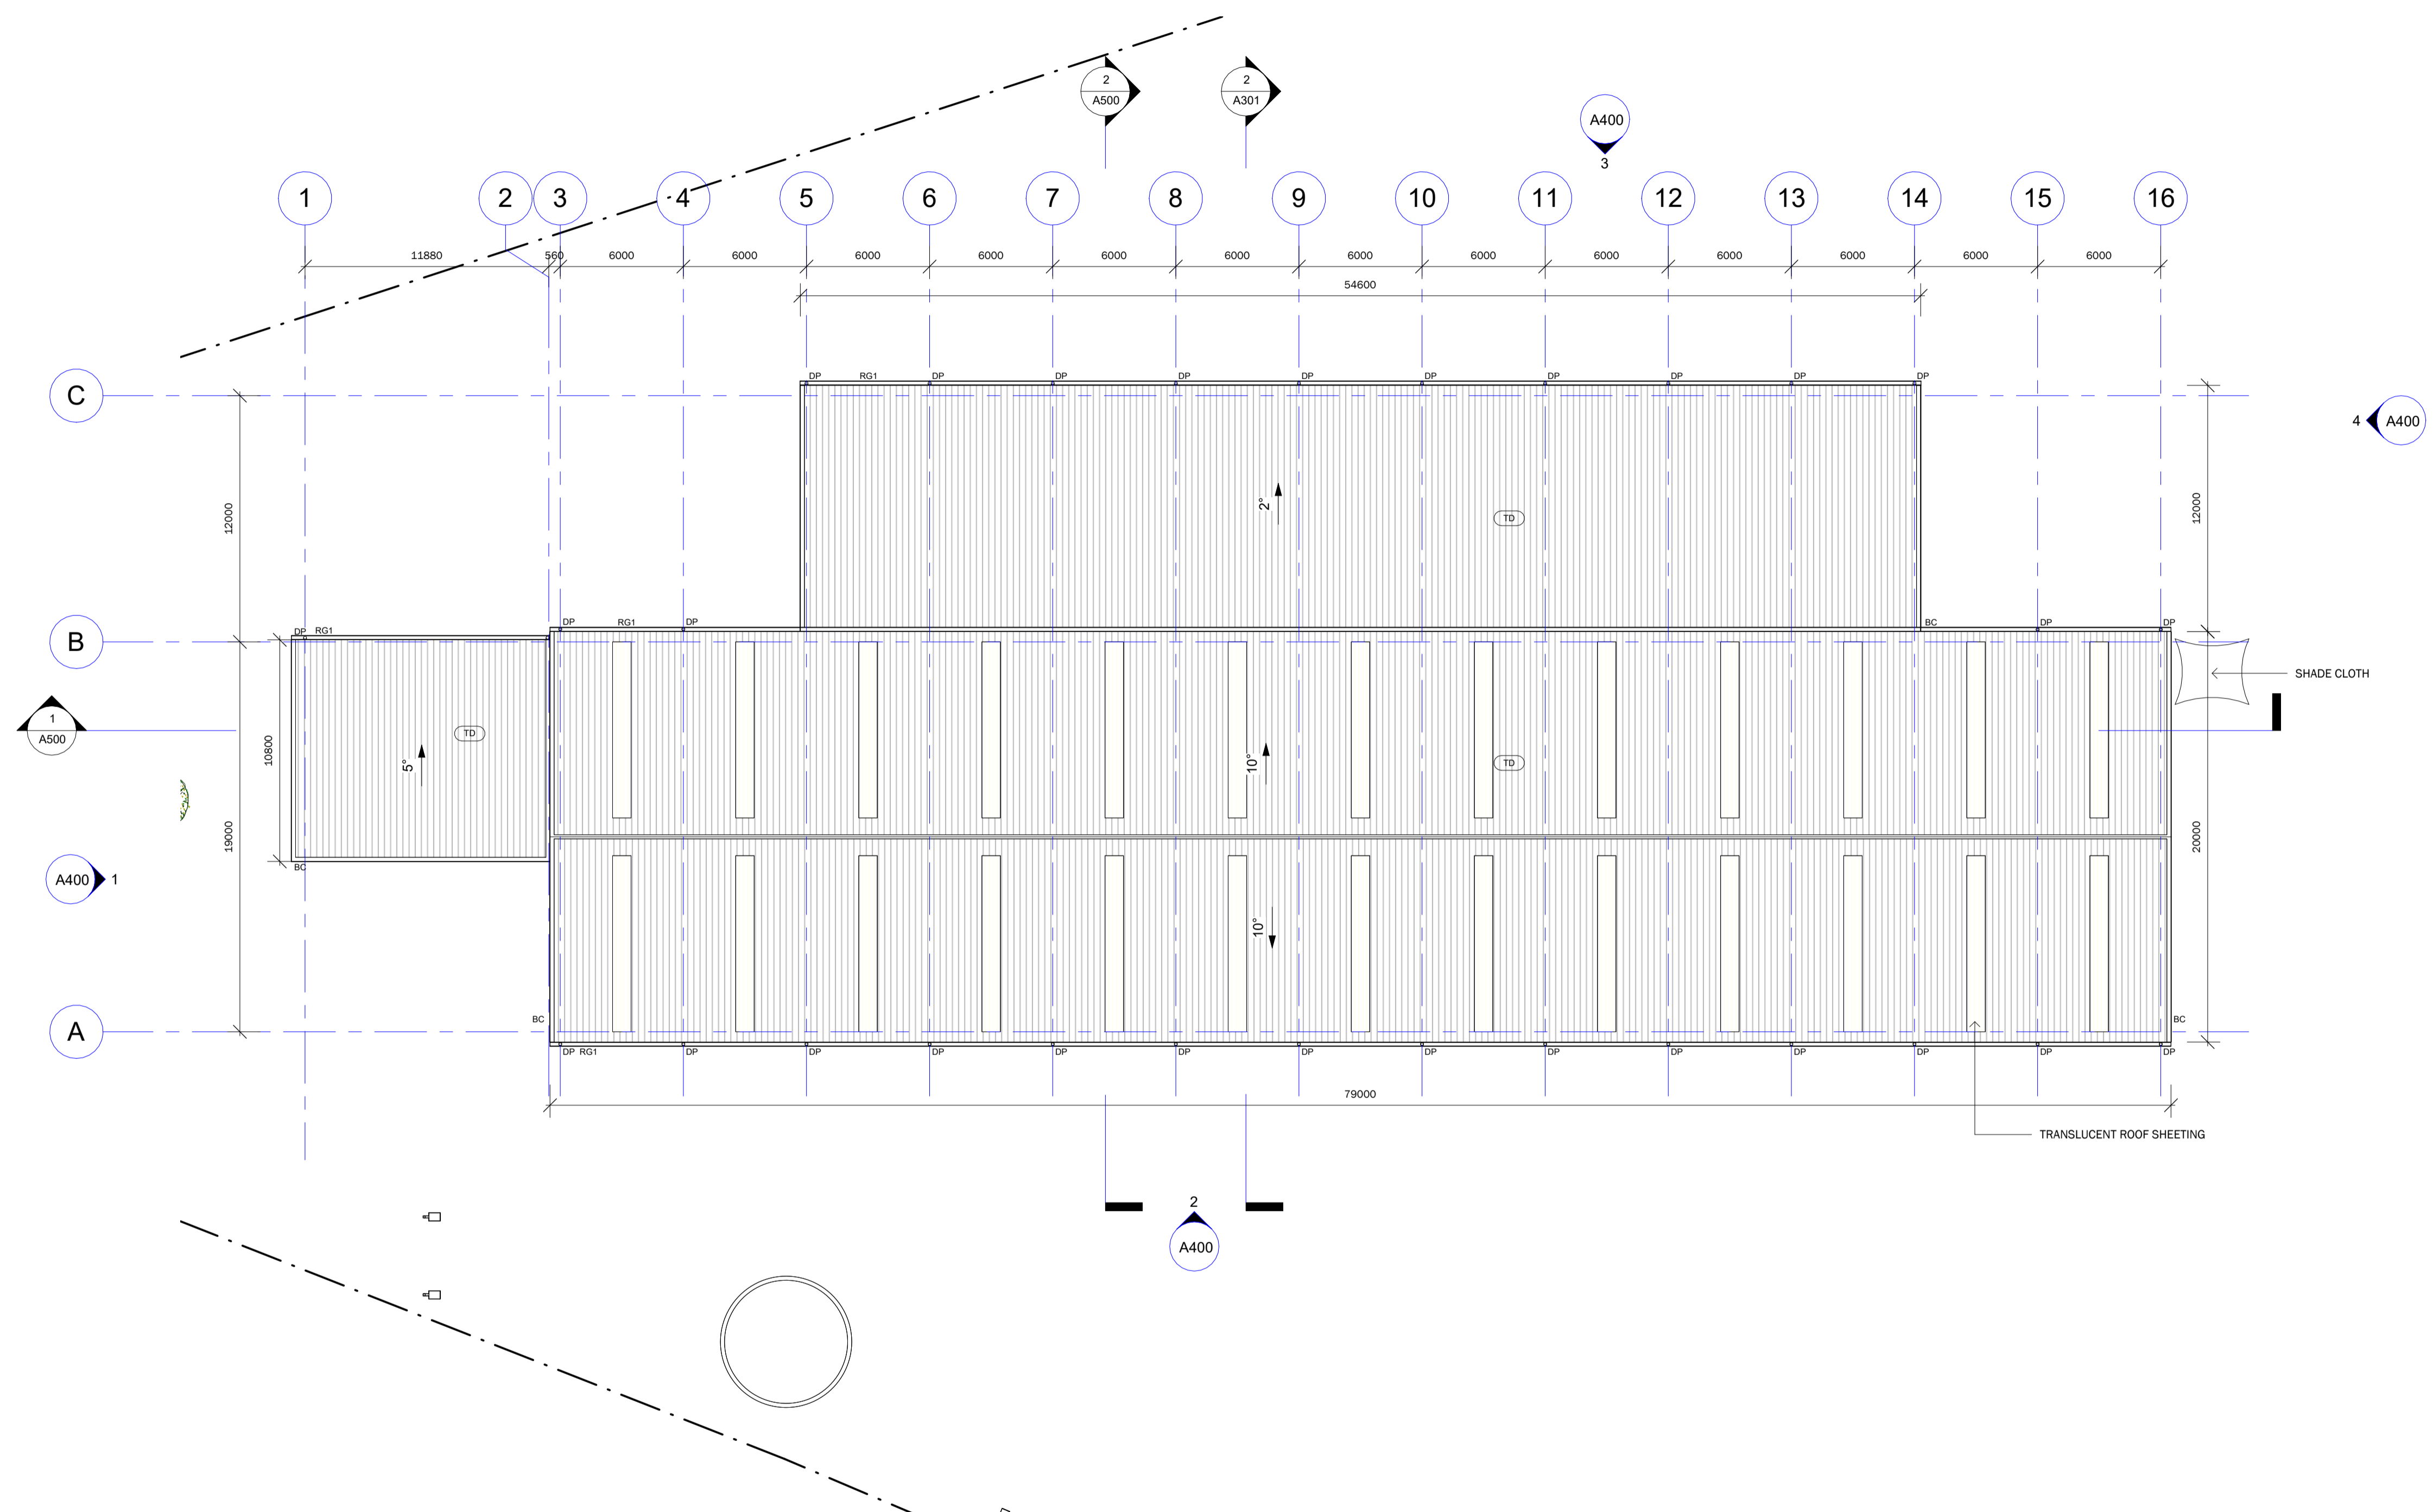 2
A500
2
A301
A400
3
1
2
3
4
5
6
7
8
9
10
11
12
13
14
15
16
11880
560
6000
6000
6000
6000
6000
6000
6000
6000
6000
6000
6000
6000
6000
54600
C
DP
RG1
DP
DP
DP
DP
DP
DP
DP
DP
DP
4
A400
12000
12000
2°
TD
B
DP
RG1
DP
RG1
DP
BC
DP
DP
SHADE CLOTH
1
A500
TD
10800
5°
10°
TD
19000
20000
BC
A400
1
10°
A
BC
BC
DP
RG1
DP
DP
DP
DP
DP
DP
DP
DP
DP
DP
DP
DP
DP
79000
TRANSLUCENT ROOF SHEETING
2
A400